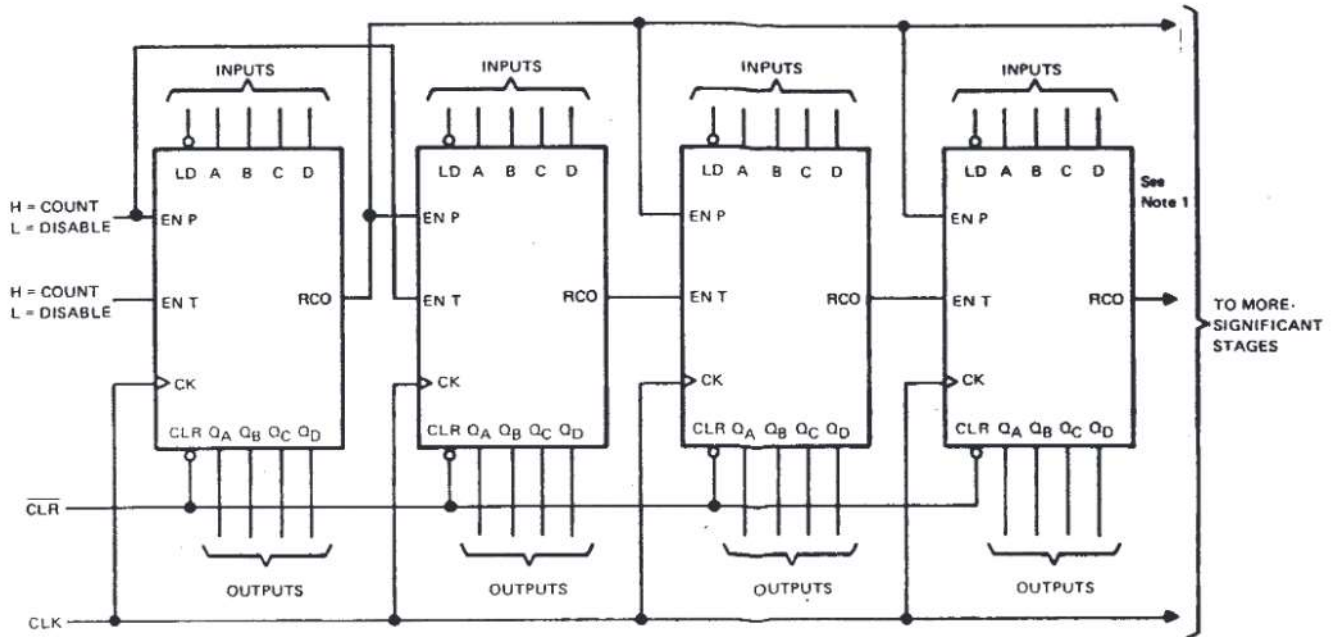 INPUTS INPUTS INPUTS INPUTS
LD A B C D LD A B C D LD A B C D LD A B C D
See
Note 1
H = COUNT
L = DISABLE
EN P EN P EN P EN P
H = COUNT
L = DISABLE
EN T RCO EN T RCO EN T RCO EN T RCO
TO MORE-
SIGNIFICANT
STAGES
CK CK CK CK
CLR QA QB QC QD CLR QA QB QC QD CLR QA QB QC QD CLR QA QB QC QD
CLR
OUTPUTS OUTPUTS OUTPUTS OUTPUTS
CLK